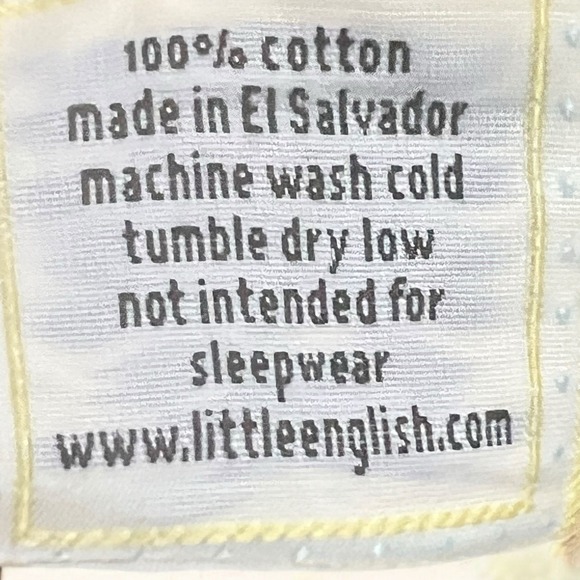 100% cotton
made in El Salvador
machine wash cold
tumble dry low
not intended for
sleepwear
www.littleenglish.com